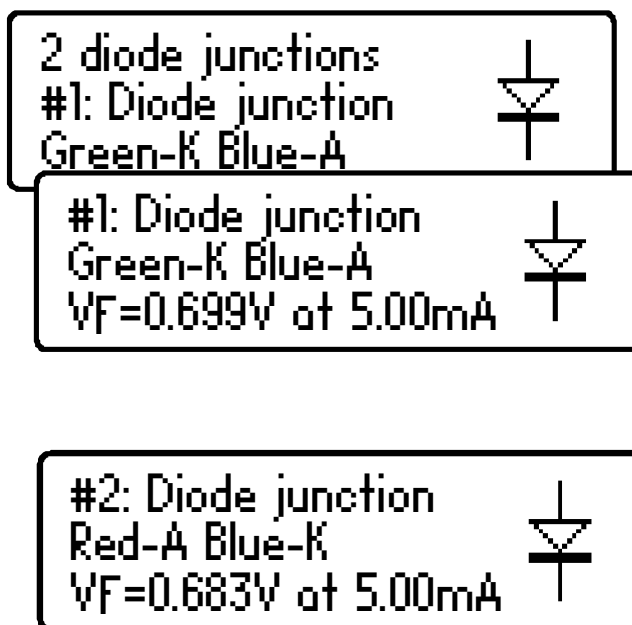 2 diode junctions
#1: Diode junction
Green-K Blue-A
#1: Diode junction
Green-K Blue-A
VF=0.699V at 5.00mA
#2: Diode junction
Red-A Blue-K
VF=0.683V at 5.00mA